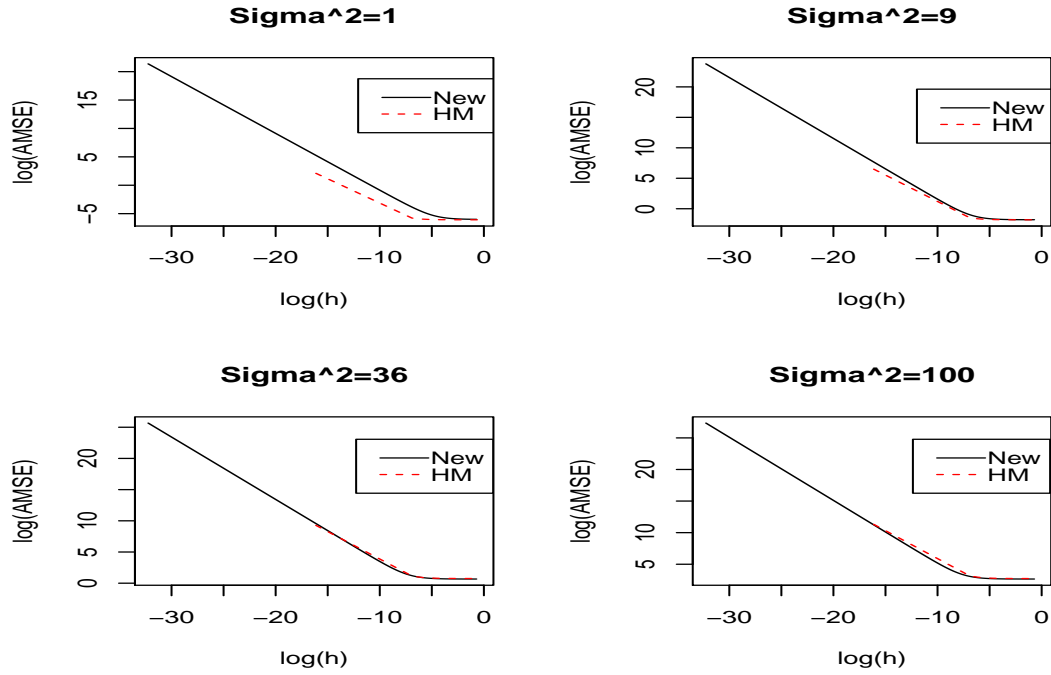 Sigma^2=1
log(AMSE)
−5
5
15
New
HM
−30
−20
−10
0
log(h)
Sigma^2=9
log(AMSE)
0
5
10
20
New
HM
−30
−20
−10
0
log(h)
Sigma^2=36
log(AMSE)
0
5
10
20
New
HM
−30
−20
−10
0
log(h)
Sigma^2=100
log(AMSE)
5
10
20
New
HM
−30
−20
−10
0
log(h)